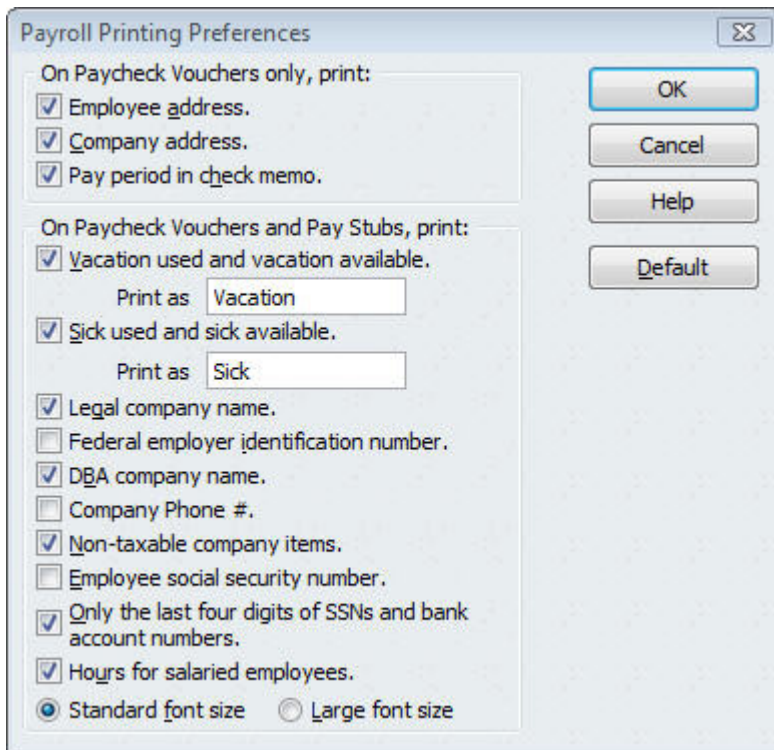 Payroll Printing Preferences
On Paycheck Vouchers only, print:
Employee address.
Company address.
Pay period in check memo.
OK
Cancel
Help
Default
On Paycheck Vouchers and Pay Stubs, print:
Vacation used and vacation available.
Print as Vacation
Sick used and sick available.
Print as Sick
Legal company name.
Federal employer identification number.
DBA company name.
Company Phone #.
Non-taxable company items.
Employee social security number.
Only the last four digits of SSNs and bank
account numbers.
Hours for salaried employees.
Standard font size Large font size